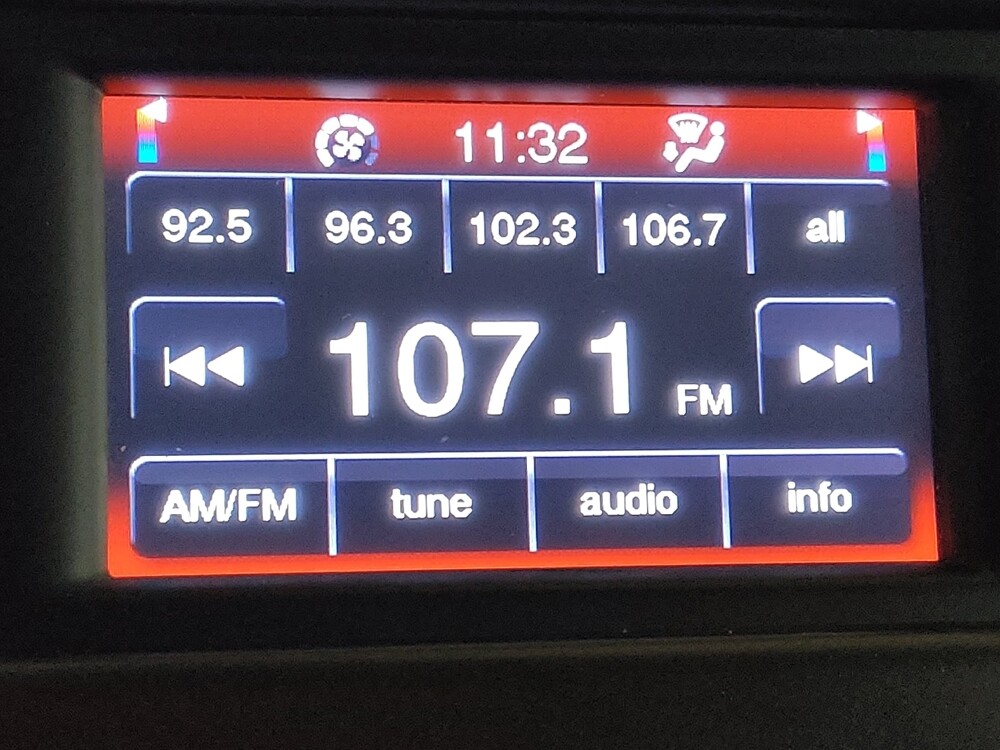 11:32
92.5 96.3 102.3 106.7 all
107.1 FM
AM/FM tune audio info